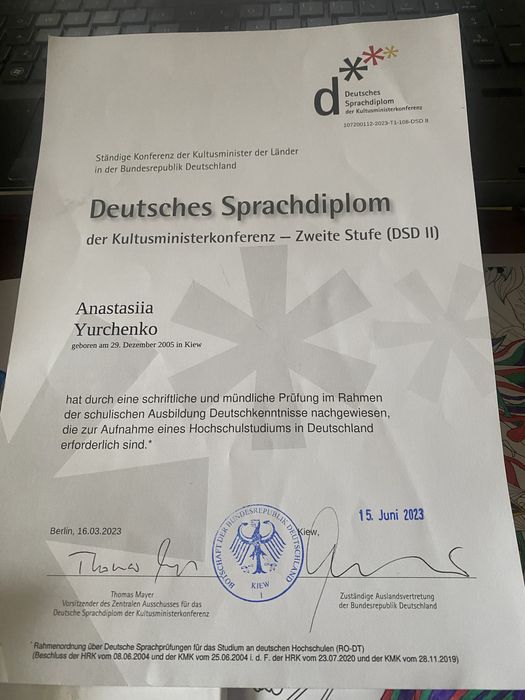 d
Deutsches
Sprachdiplom
der Kultusministerkonferenz
107200112-2023-T1-106-DSD II
Ständige Konferenz der Kultusminister der Länder
in der Bundesrepublik Deutschland
Deutsches Sprachdiplom
der Kultusministerkonferenz — Zweite Stufe (DSD II)
Anastasiia
Yurchenko
geboren am 29. Dezember 2005 in Kiew
hat durch eine schriftliche und mündliche Prüfung im Rahmen
der schulischen Ausbildung Deutschkenntnisse nachgewiesen,
die zur Aufnahme eines Hochschulstudiums in Deutschland
erforderlich sind.*
15. Juni 2023
Berlin, 16.03.2023
Kiew,
BOTSCHAFT DER BUNDESREPUBLIK DEUTSCHLAND
KIEW
1
Thomas
Thomas Mayer
Vorsitzender des Zentralen Ausschusses für das
Deutsche Sprachdiplom der Kultusministerkonferenz
Zuständige Auslandsvertretung
der Bundesrepublik Deutschland
* Rahmenordnung über Deutsche Sprachprüfungen für das Studium an deutschen Hochschulen (RO-DT)
(Beschluss der HRK vom 08.06.2004 und der KMK vom 25.06.2004 i. d. F. der HRK vom 23.07.2020 und der KMK vom 28.11.2019)